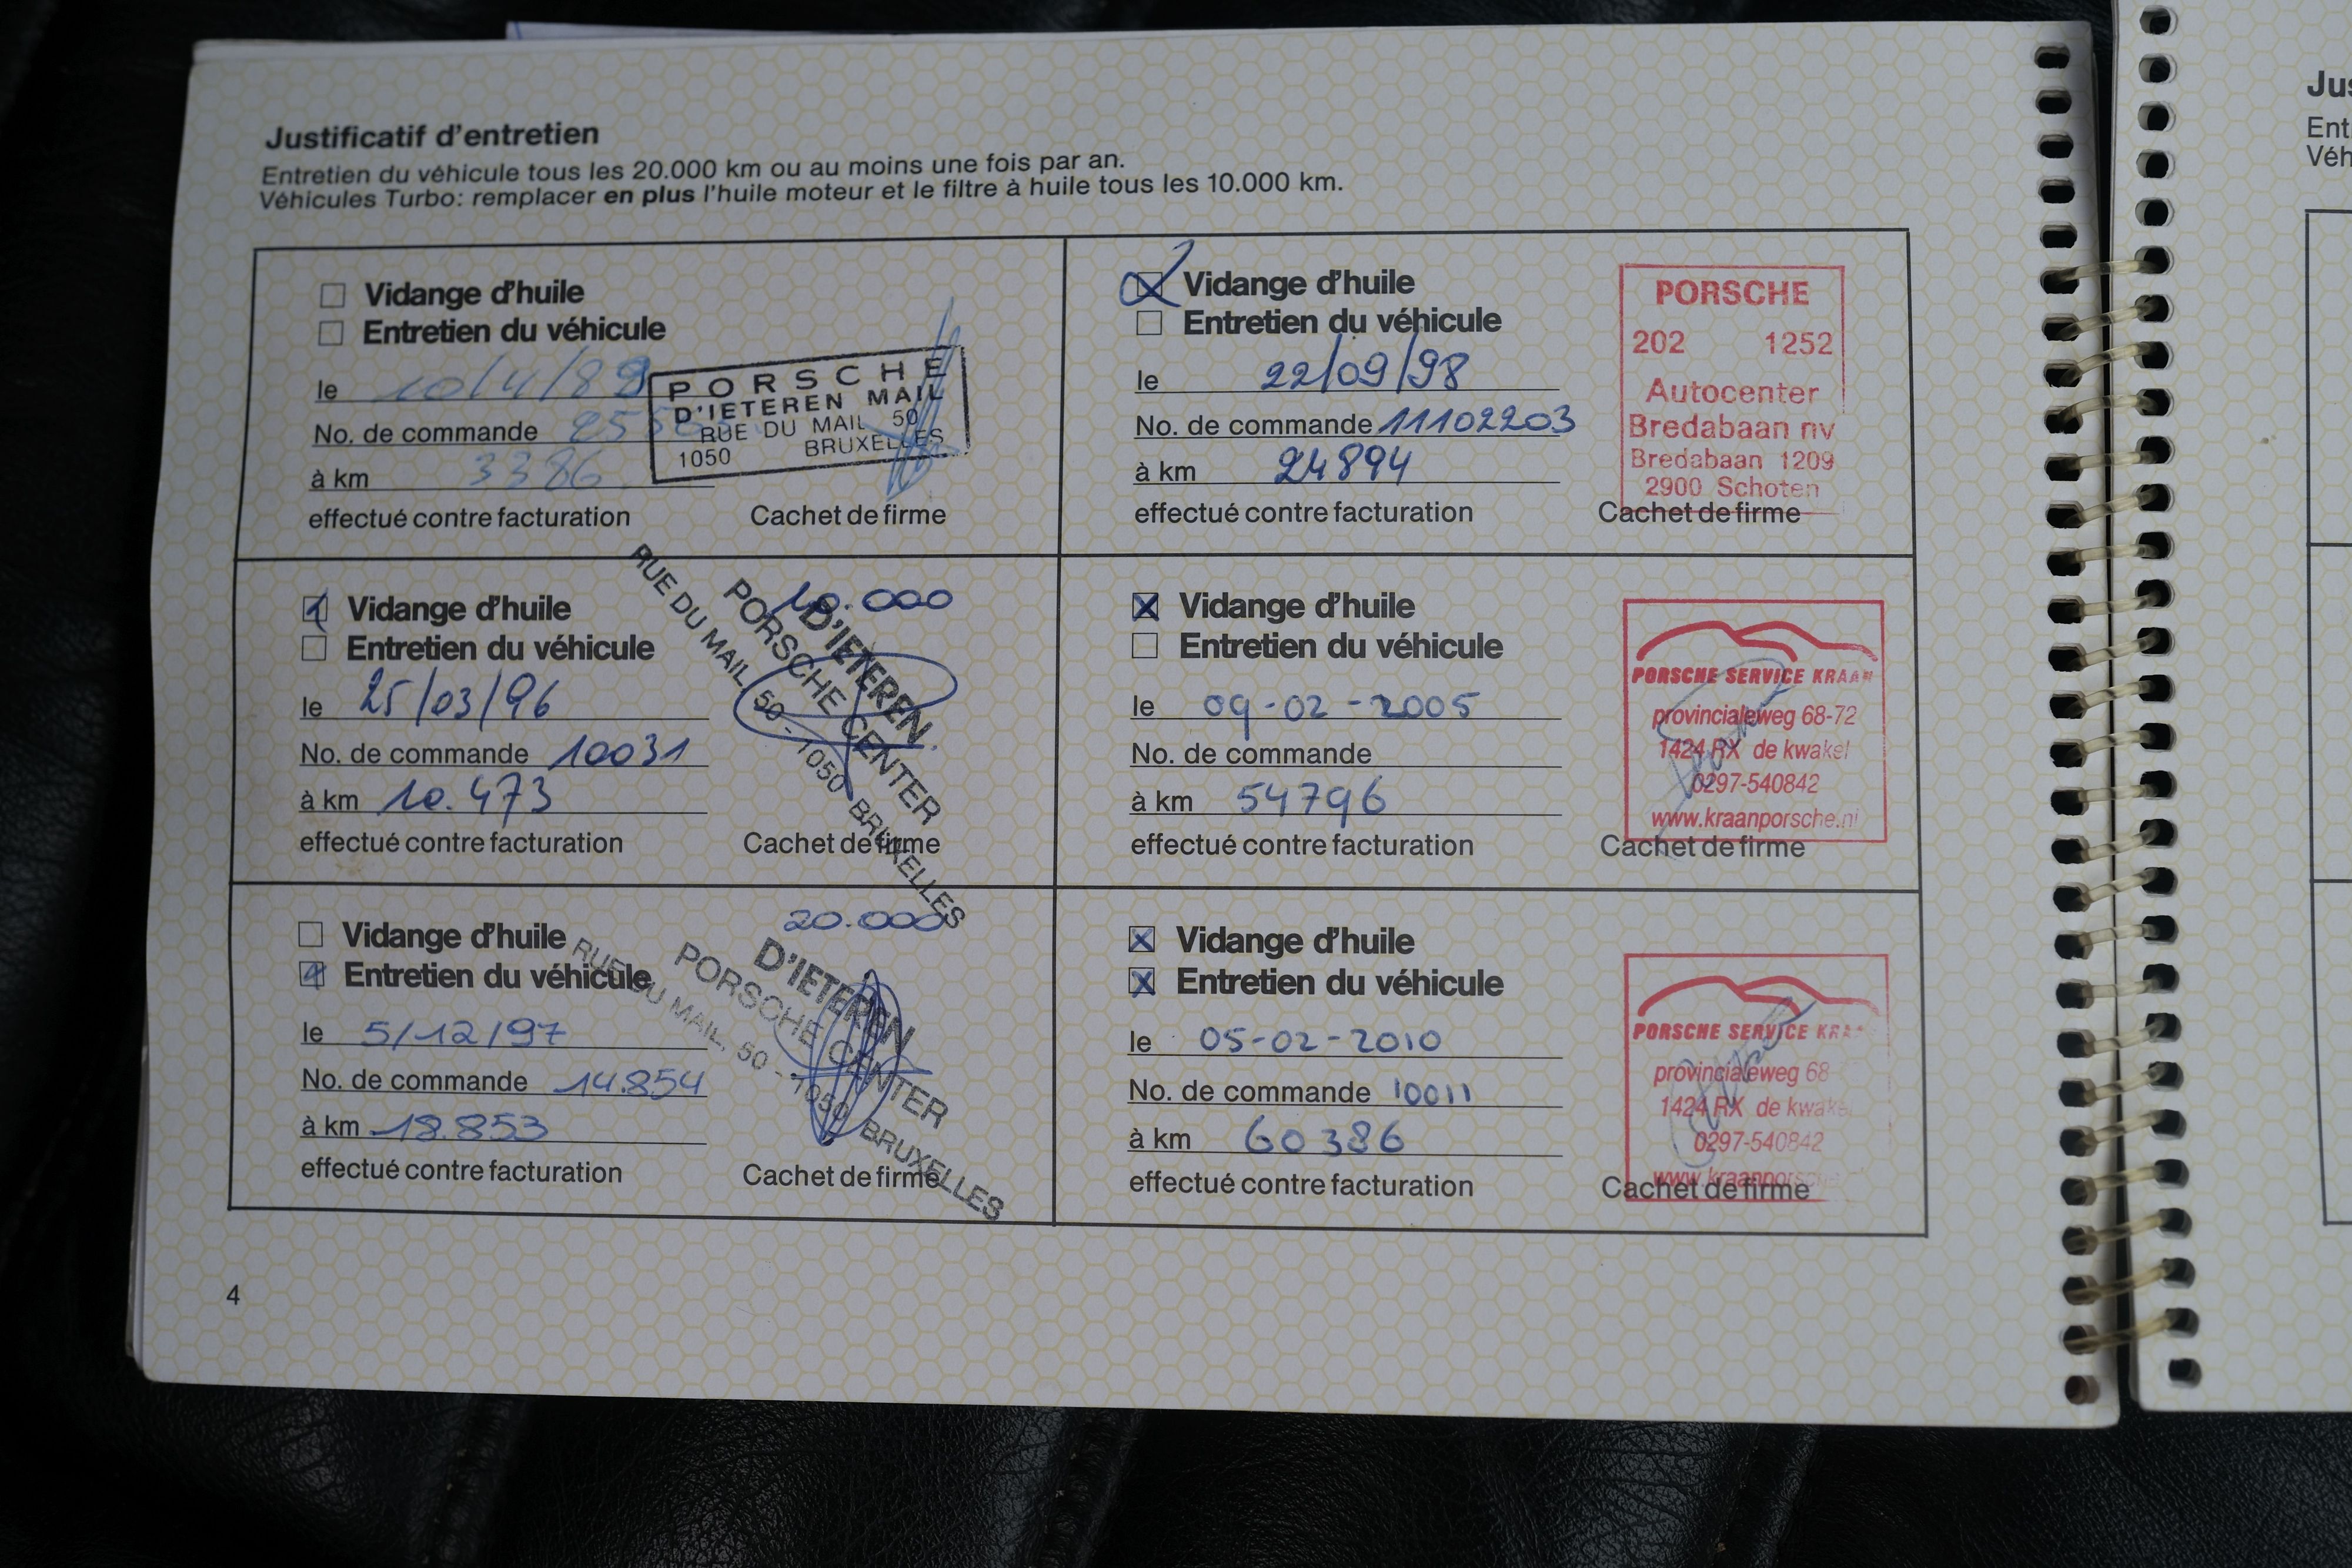 Justificatif d'entretien
Entretien du véhicule tous les 20.000 km ou au moins une fois par an.
Véhicules Turbo: remplacer en plus l'huile moteur et le filtre à huile tous les 10.000 km.
☐ Vidange d'huile
☐ Entretien du véhicule
le 10/4/89
No. de commande
à km 3386
effectué contre facturation
PORSCHE
D'IETEREN MAIL
RUE DU MAIL 50
1050 BRUXELLES
Cachet de firme
☒ Vidange d'huile
☐ Entretien du véhicule
le 22/09/98
No. de commande 11102203
à km 24894
effectué contre facturation
PORSCHE
202 1252
Autocenter
Bredabaan nv
Bredabaan 1209
2900 Schoten
Cachet de firme
☒ Vidange d'huile
☐ Entretien du véhicule
le 25/03/96
No. de commande 10031
à km 10.473
effectué contre facturation
10.000
D'IETEREN
PORSCHE CENTER
RUE DU MAIL, 50 - 1050 BRUXELLES
Cachet de firme
☒ Vidange d'huile
☐ Entretien du véhicule
le 09-02-2005
No. de commande
à km 54796
effectué contre facturation
PORSCHE SERVICE KRAAN
provincialeweg 68-72
1424 RX de kwakel
0297-540842
www.kraanporsche.nl
Cachet de firme
☐ Vidange d'huile
☒ Entretien du véhicule
le 5/12/97
No. de commande 14.854
à km 18.853
effectué contre facturation
20.000
D'IETEREN
PORSCHE CENTER
RUE DU MAIL, 50 - 1050 BRUXELLES
Cachet de firme
☒ Vidange d'huile
☒ Entretien du véhicule
le 05-02-2010
No. de commande 10011
à km 60386
effectué contre facturation
PORSCHE SERVICE KRAA
provincialeweg 68
1424 RX de kwakel
0297-540842
www.kraanporsche
Cachet de firme
4
Jus
Ent
Véh